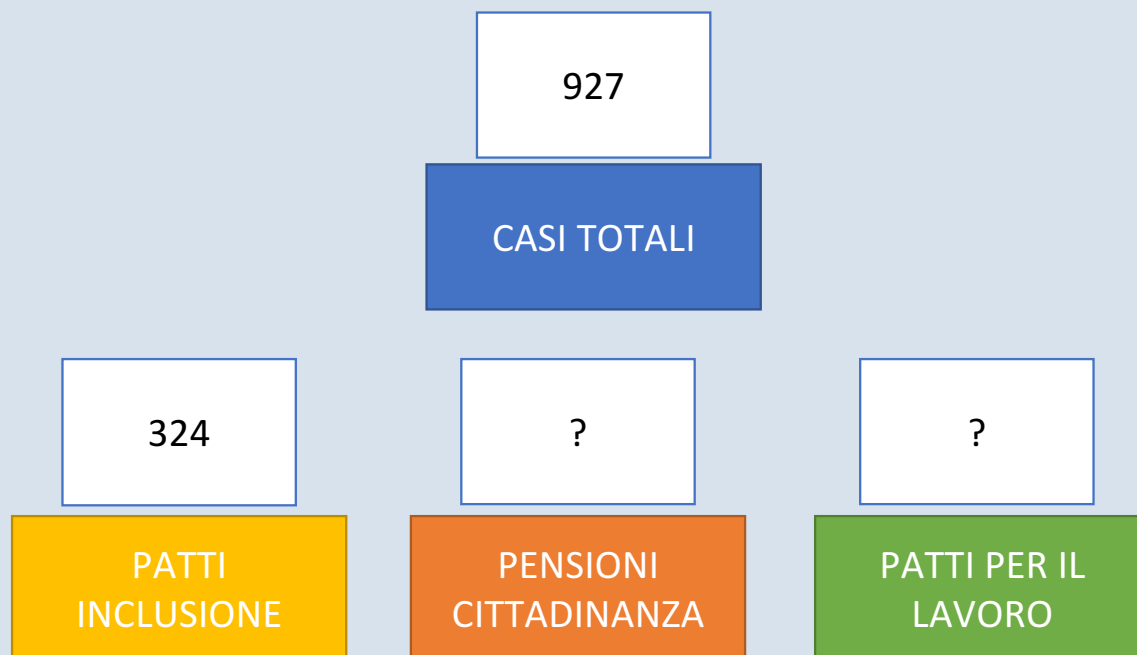 927
CASI TOTALI
324
?
?
PATTI
INCLUSIONE
PENSIONI
CITTADINANZA
PATTI PER IL
LAVORO